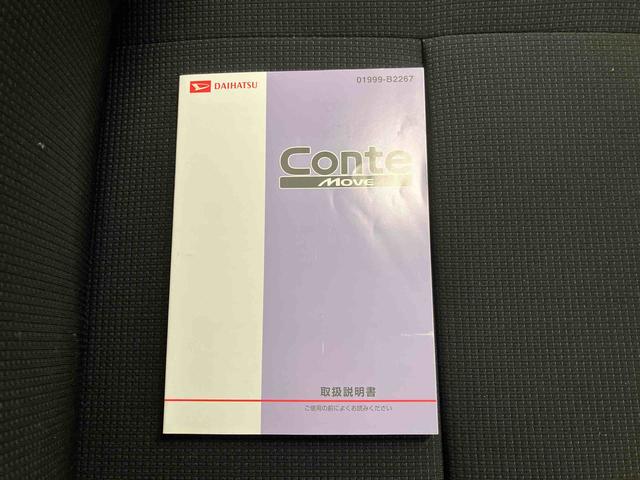 DAIHATSU
01999-B2267
Conte
MOVE
取扱説明書
ご使用の前によくお読みください